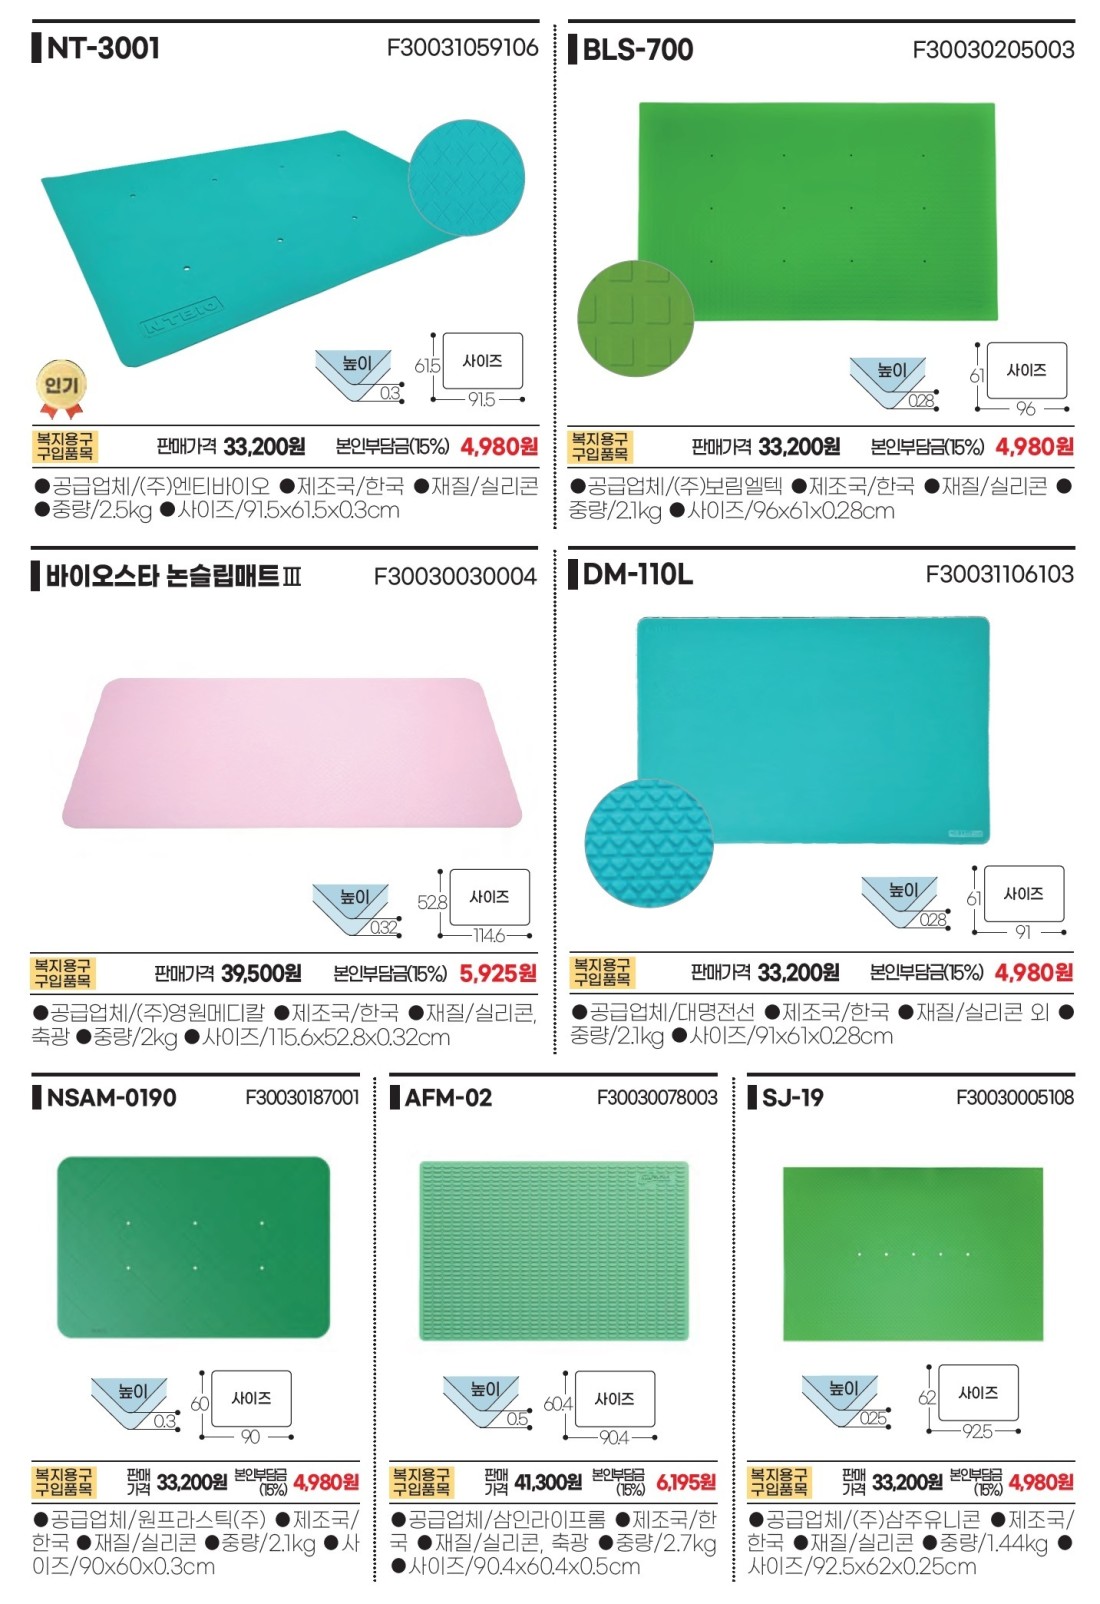 NT-3001 F30031059106
NTBIO
인기
높이
0.3
61.5
사이즈
91.5
복지용구
구입품목
판매가격 33,200원 본인부담금(15%) 4,980원
●공급업체/(주)엔티바이오 ●제조국/한국 ●재질/실리콘
●중량/2.5kg ●사이즈/91.5x61.5x0.3cm
BLS-700 F30030205003
높이
0.28
61
사이즈
96
복지용구
구입품목
판매가격 33,200원 본인부담금(15%) 4,980원
●공급업체/(주)보림엘텍 ●제조국/한국 ●재질/실리콘 ●
중량/2.1kg ●사이즈/96x61x0.28cm
바이오스타 논슬립매트Ⅲ F30030030004
높이
0.32
52.8
사이즈
114.6
복지용구
구입품목
판매가격 39,500원 본인부담금(15%) 5,925원
●공급업체/(주)영원메디칼 ●제조국/한국 ●재질/실리콘,
축광 ●중량/2kg ●사이즈/115.6x52.8x0.32cm
DM-110L F30031106103
높이
0.28
61
사이즈
91
복지용구
구입품목
판매가격 33,200원 본인부담금(15%) 4,980원
●공급업체/대명전선 ●제조국/한국 ●재질/실리콘 외 ●
중량/2.1kg ●사이즈/91x61x0.28cm
NSAM-0190 F30030187001
높이
0.3
60
사이즈
90
복지용구
구입품목
판매
가격 33,200원 본인부담금
(15%) 4,980원
●공급업체/원프라스틱(주) ●제조국/
한국 ●재질/실리콘 ●중량/2.1kg ●사
이즈/90x60x0.3cm
AFM-02 F30030078003
높이
0.5
60.4
사이즈
90.4
복지용구
구입품목
판매
가격 41,300원 본인부담금
(15%) 6,195원
●공급업체/삼인라이프룸 ●제조국/한
국 ●재질/실리콘, 축광 ●중량/2.7kg
●사이즈/90.4x60.4x0.5cm
SJ-19 F30030005108
높이
0.25
62
사이즈
92.5
복지용구
구입품목
판매
가격 33,200원 본인부담금
(15%) 4,980원
●공급업체/(주)삼주유니콘 ●제조국/
한국 ●재질/실리콘 ●중량/1.44kg ●
사이즈/92.5x62x0.25cm